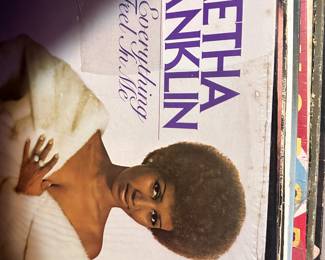 ETHA
ANKLIN
Everything
Feel In Me